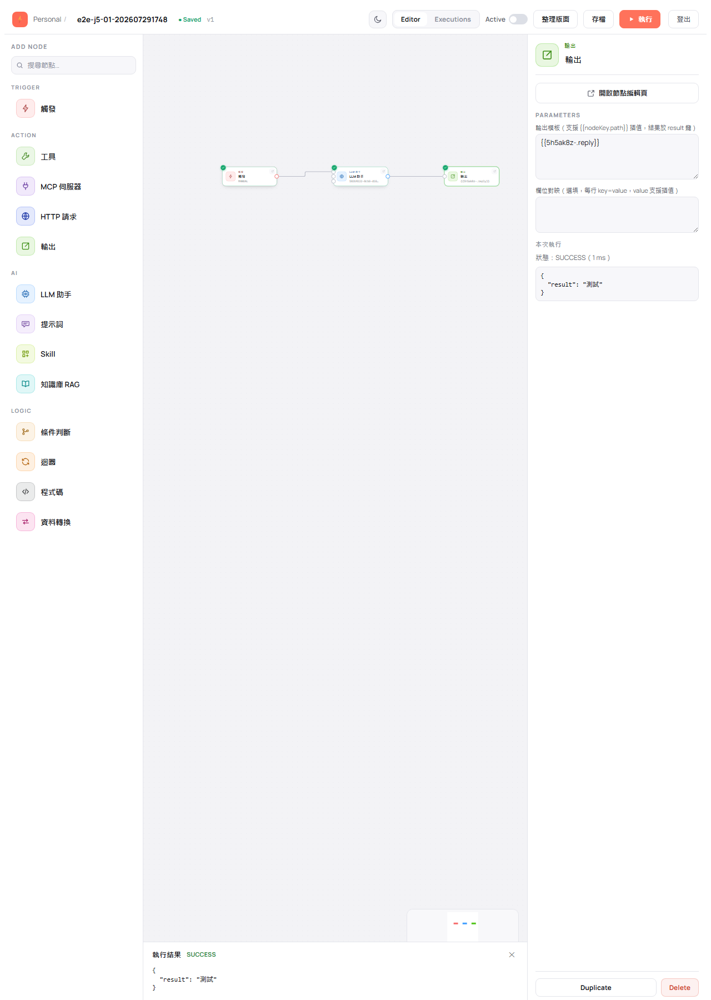 Personal /
e2e-j5-01-202607291748
Saved
v1
Editor
Executions
Active
整理版面
存檔
執行
登出
ADD NODE
搜尋節點...
TRIGGER
觸發
ACTION
工具
MCP 伺服器
HTTP 請求
輸出
AI
LLM 助手
提示詞
Skill
知識庫 RAG
LOGIC
條件判斷
迴圈
程式碼
資料轉換
觸發
觸發
MANUAL
LLM 助手
LLM 助手
輸出
輸出
{{5h5ak8z-.reply}}
執行結果 SUCCESS
{
"result": "測試"
}
輸出
輸出
開啟節點編輯頁
PARAMETERS
輸出模板（支援 {{nodeKey.path}} 插值，結果放 result 鍵）
{{5h5ak8z-.reply}}
欄位對映（選填，每行 key=value，value 支援插值）
本次執行
狀態：SUCCESS（1 ms）
{
"result": "測試"
}
Duplicate
Delete